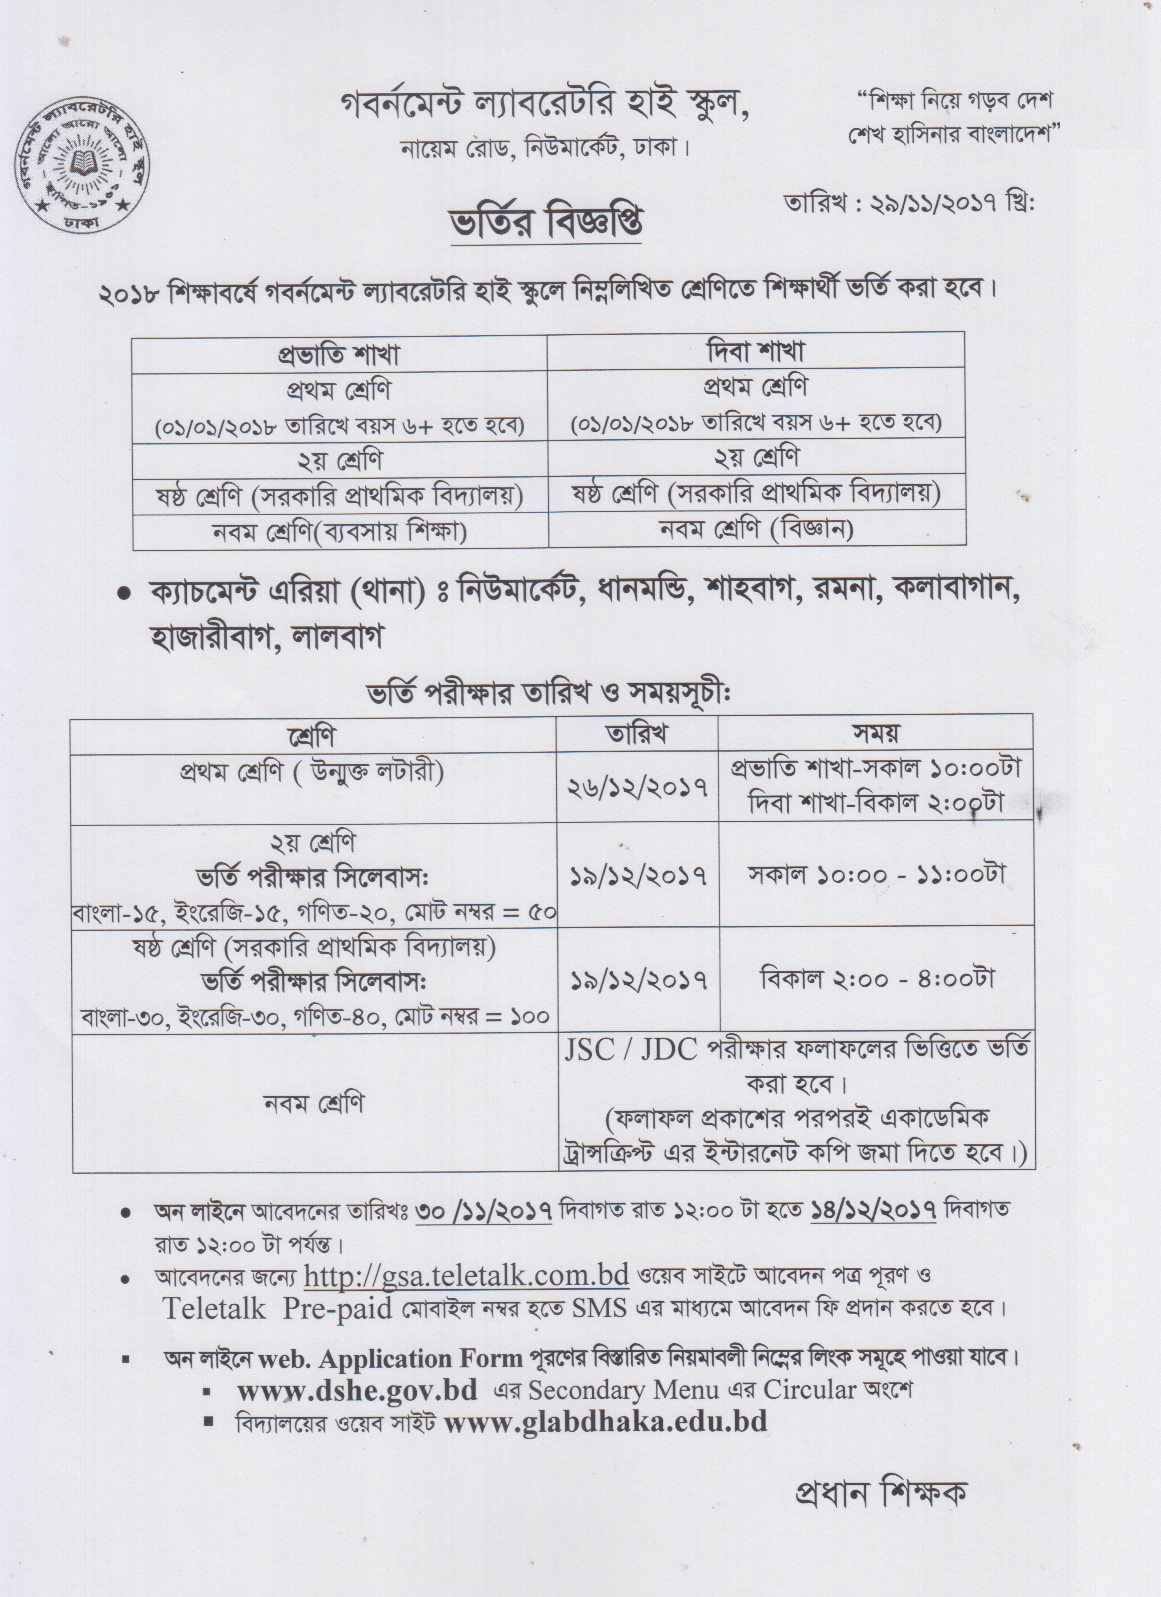 গবর্নমেন্ট ল্যাবরেটরি হাই স্কুল,
নায়েম রোড, নিউমার্কেট, ঢাকা।
“শিক্ষা নিয়ে গড়ব দেশ
শেখ হাসিনার বাংলাদেশ”
গবর্নমেন্ট ল্যাবরেটরি হাই স্কুল
আলো আরো আলো
স্থাপিত-১৯৬১
ঢাকা
তারিখ : ২৯/১১/২০১৭ খ্রি:
ভর্তির বিজ্ঞপ্তি
২০১৮ শিক্ষাবর্ষে গবর্নমেন্ট ল্যাবরেটরি হাই স্কুলে নিম্নলিখিত শ্রেণিতে শিক্ষার্থী ভর্তি করা হবে।
প্রভাতি শাখা দিবা শাখা
প্রথম শ্রেণি প্রথম শ্রেণি
(০১/০১/২০১৮ তারিখে বয়স ৬+ হতে হবে) (০১/০১/২০১৮ তারিখে বয়স ৬+ হতে হবে)
২য় শ্রেণি ২য় শ্রেণি
ষষ্ঠ শ্রেণি (সরকারি প্রাথমিক বিদ্যালয়) ষষ্ঠ শ্রেণি (সরকারি প্রাথমিক বিদ্যালয়)
নবম শ্রেণি(ব্যবসায় শিক্ষা) নবম শ্রেণি (বিজ্ঞান)
• ক্যাচমেন্ট এরিয়া (থানা) ঃ নিউমার্কেট, ধানমন্ডি, শাহবাগ, রমনা, কলাবাগান,
হাজারীবাগ, লালবাগ
ভর্তি পরীক্ষার তারিখ ও সময়সূচী:
শ্রেণি তারিখ সময়
প্রথম শ্রেণি ( উন্মুক্ত লটারী) ২৬/১২/২০১৭ প্রভাতি শাখা-সকাল ১০:০০টা
দিবা শাখা-বিকাল ২:০০টা
২য় শ্রেণি
ভর্তি পরীক্ষার সিলেবাস: ১৯/১২/২০১৭ সকাল ১০:০০ - ১১:০০টা
বাংলা-১৫, ইংরেজি-১৫, গণিত-২০, মোট নম্বর = ৫০
ষষ্ঠ শ্রেণি (সরকারি প্রাথমিক বিদ্যালয়)
ভর্তি পরীক্ষার সিলেবাস: ১৯/১২/২০১৭ বিকাল ২:০০ - ৪:০০টা
বাংলা-৩০, ইংরেজি-৩০, গণিত-৪০, মোট নম্বর = ১০০
নবম শ্রেণি
JSC / JDC পরীক্ষার ফলাফলের ভিত্তিতে ভর্তি
করা হবে।
(ফলাফল প্রকাশের পরপরই একাডেমিক
ট্রান্সক্রিপ্ট এর ইন্টারনেট কপি জমা দিতে হবে।)
• অন লাইনে আবেদনের তারিখঃ ৩০ /১১/২০১৭ দিবাগত রাত ১২:০০ টা হতে ১৪/১২/২০১৭ দিবাগত
রাত ১২:০০ টা পর্যন্ত।
• আবেদনের জন্যে http://gsa.teletalk.com.bd ওয়েব সাইটে আবেদন পত্র পূরণ ও
Teletalk Pre-paid মোবাইল নম্বর হতে SMS এর মাধ্যমে আবেদন ফি প্রদান করতে হবে।
▪ অন লাইনে web. Application Form পূরণের বিস্তারিত নিয়মাবলী নিম্নের লিংক সমূহে পাওয়া যাবে।
▪ www.dshe.gov.bd এর Secondary Menu এর Circular অংশে
▪ বিদ্যালয়ের ওয়েব সাইট www.glabdhaka.edu.bd
প্রধান শিক্ষক